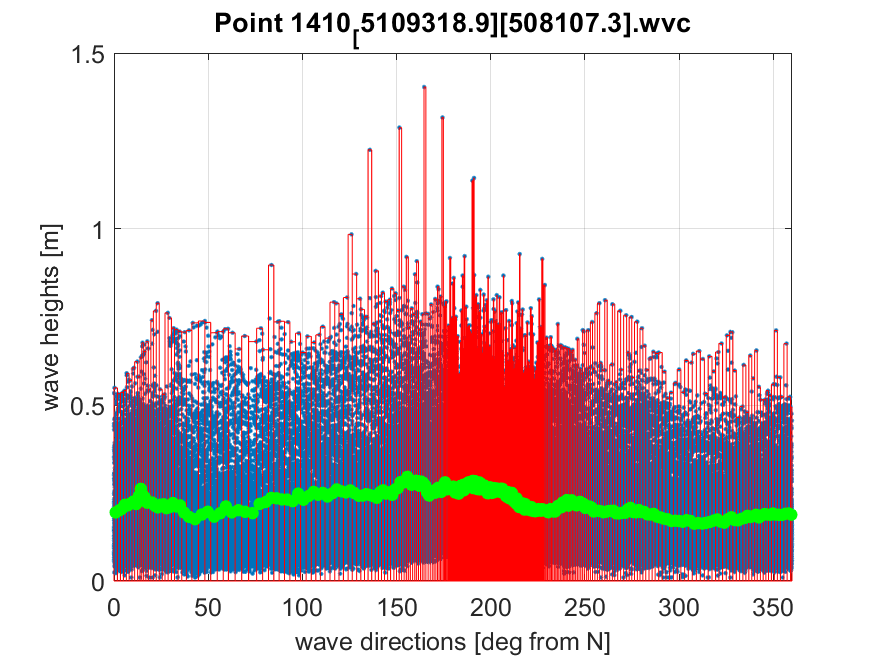 Point 1410[5109318.9][508107.3].wvc
1.5
1
0.5
0
wave heights [m]
0 50 100 150 200 250 300 350
wave directions [deg from N]